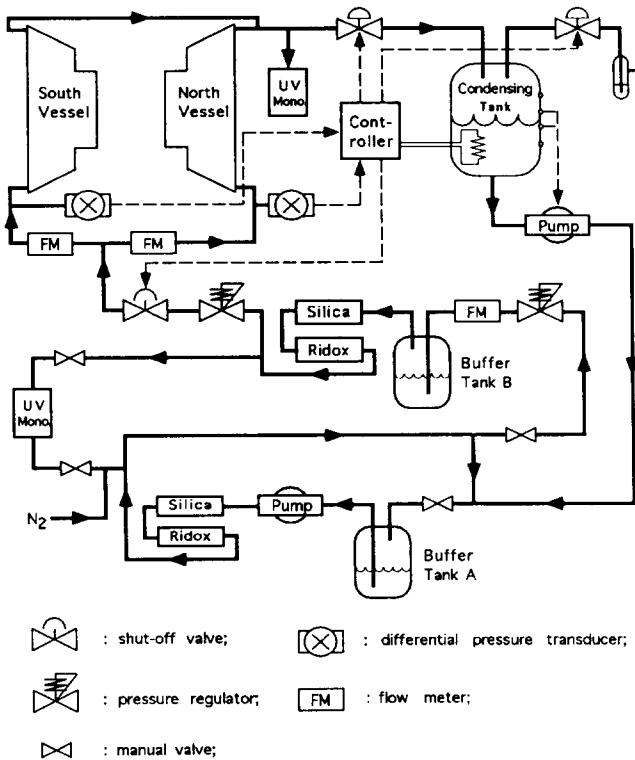 South
Vessel
North
Vessel
UV
Mono.
Cont-
roller
Condensing
Tank
Pump
FM
FM
Silica
Ridox
FM
Buffer
Tank B
UV
Mono.
N2
Silica
Pump
Ridox
Buffer
Tank A
: shut-off valve;
: differential pressure transducer;
: pressure regulator;
FM : flow meter;
: manual valve;